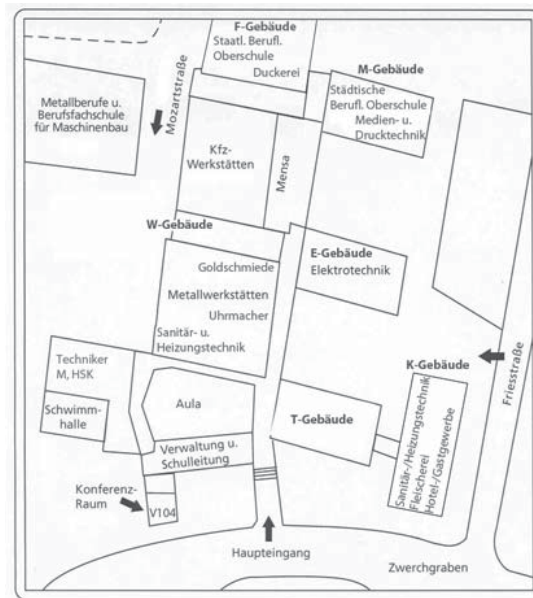 F-Gebäude
Staatl. Berufl.
Oberschule
Duckerei
M-Gebäude
Städtische
Berufl. Oberschule
Medien- u.
Drucktechnik
Metallberufe u.
Berufsfachschule
für Maschinenbau
Mozartstraße
Kfz-
Werkstätten
Mensa
W-Gebäude
Goldschmiede
Metallwerkstätten
Uhrmacher
Sanitär- u.
Heizungstechnik
E-Gebäude
Elektrotechnik
Techniker
M, HSK
Schwimm-
halle
Aula
T-Gebäude
K-Gebäude
Sanitär-/Heizungstechnik
Fleischerei
Hotel-/Gastgewerbe
Friesstraße
Verwaltung u.
Schulleitung
Konferenz-
Raum
V104
Haupteingang
Zwerchgraben